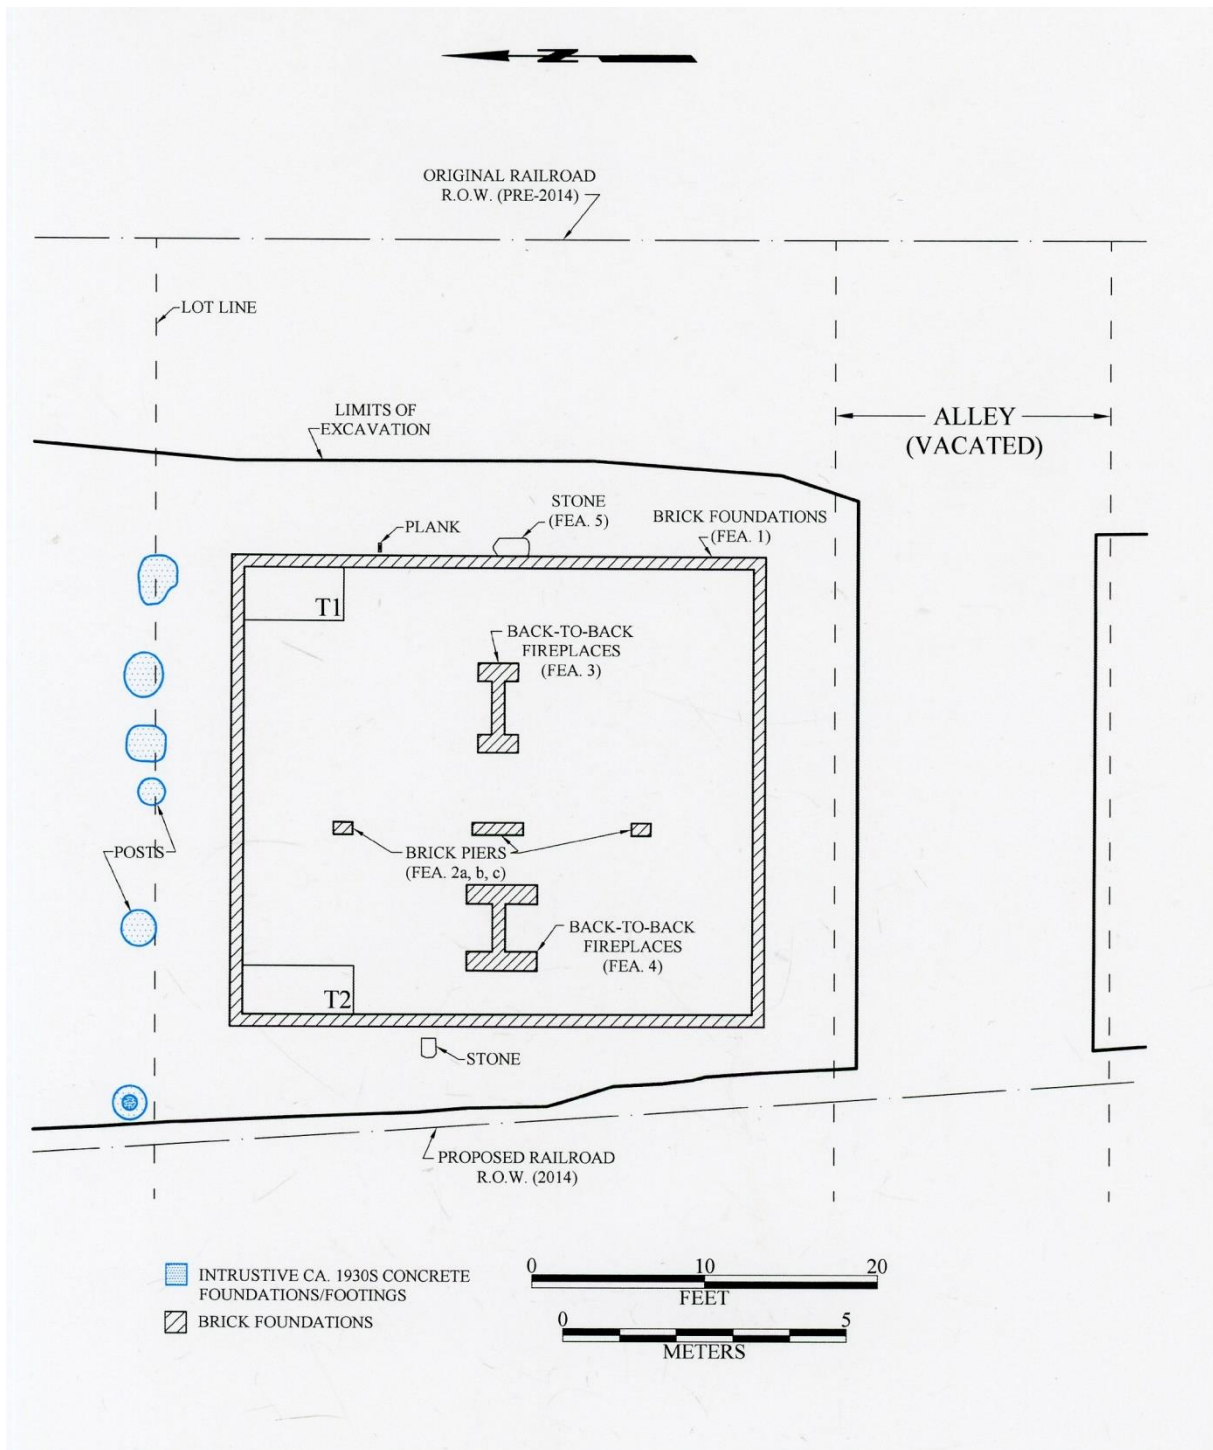 N
ORIGINAL RAILROAD
R.O.W. (PRE-2014)
LOT LINE
LIMITS OF
EXCAVATION
ALLEY
(VACATED)
STONE
(FEA. 5)
PLANK
BRICK FOUNDATIONS
(FEA. 1)
T1
BACK-TO-BACK
FIREPLACES
(FEA. 3)
POSTS
BRICK PIERS
(FEA. 2a, b, c)
BACK-TO-BACK
FIREPLACES
(FEA. 4)
T2
STONE
PROPOSED RAILROAD
R.O.W. (2014)
INTRUSTIVE CA. 1930S CONCRETE
FOUNDATIONS/FOOTINGS
BRICK FOUNDATIONS
0 10 20
FEET
0 5
METERS